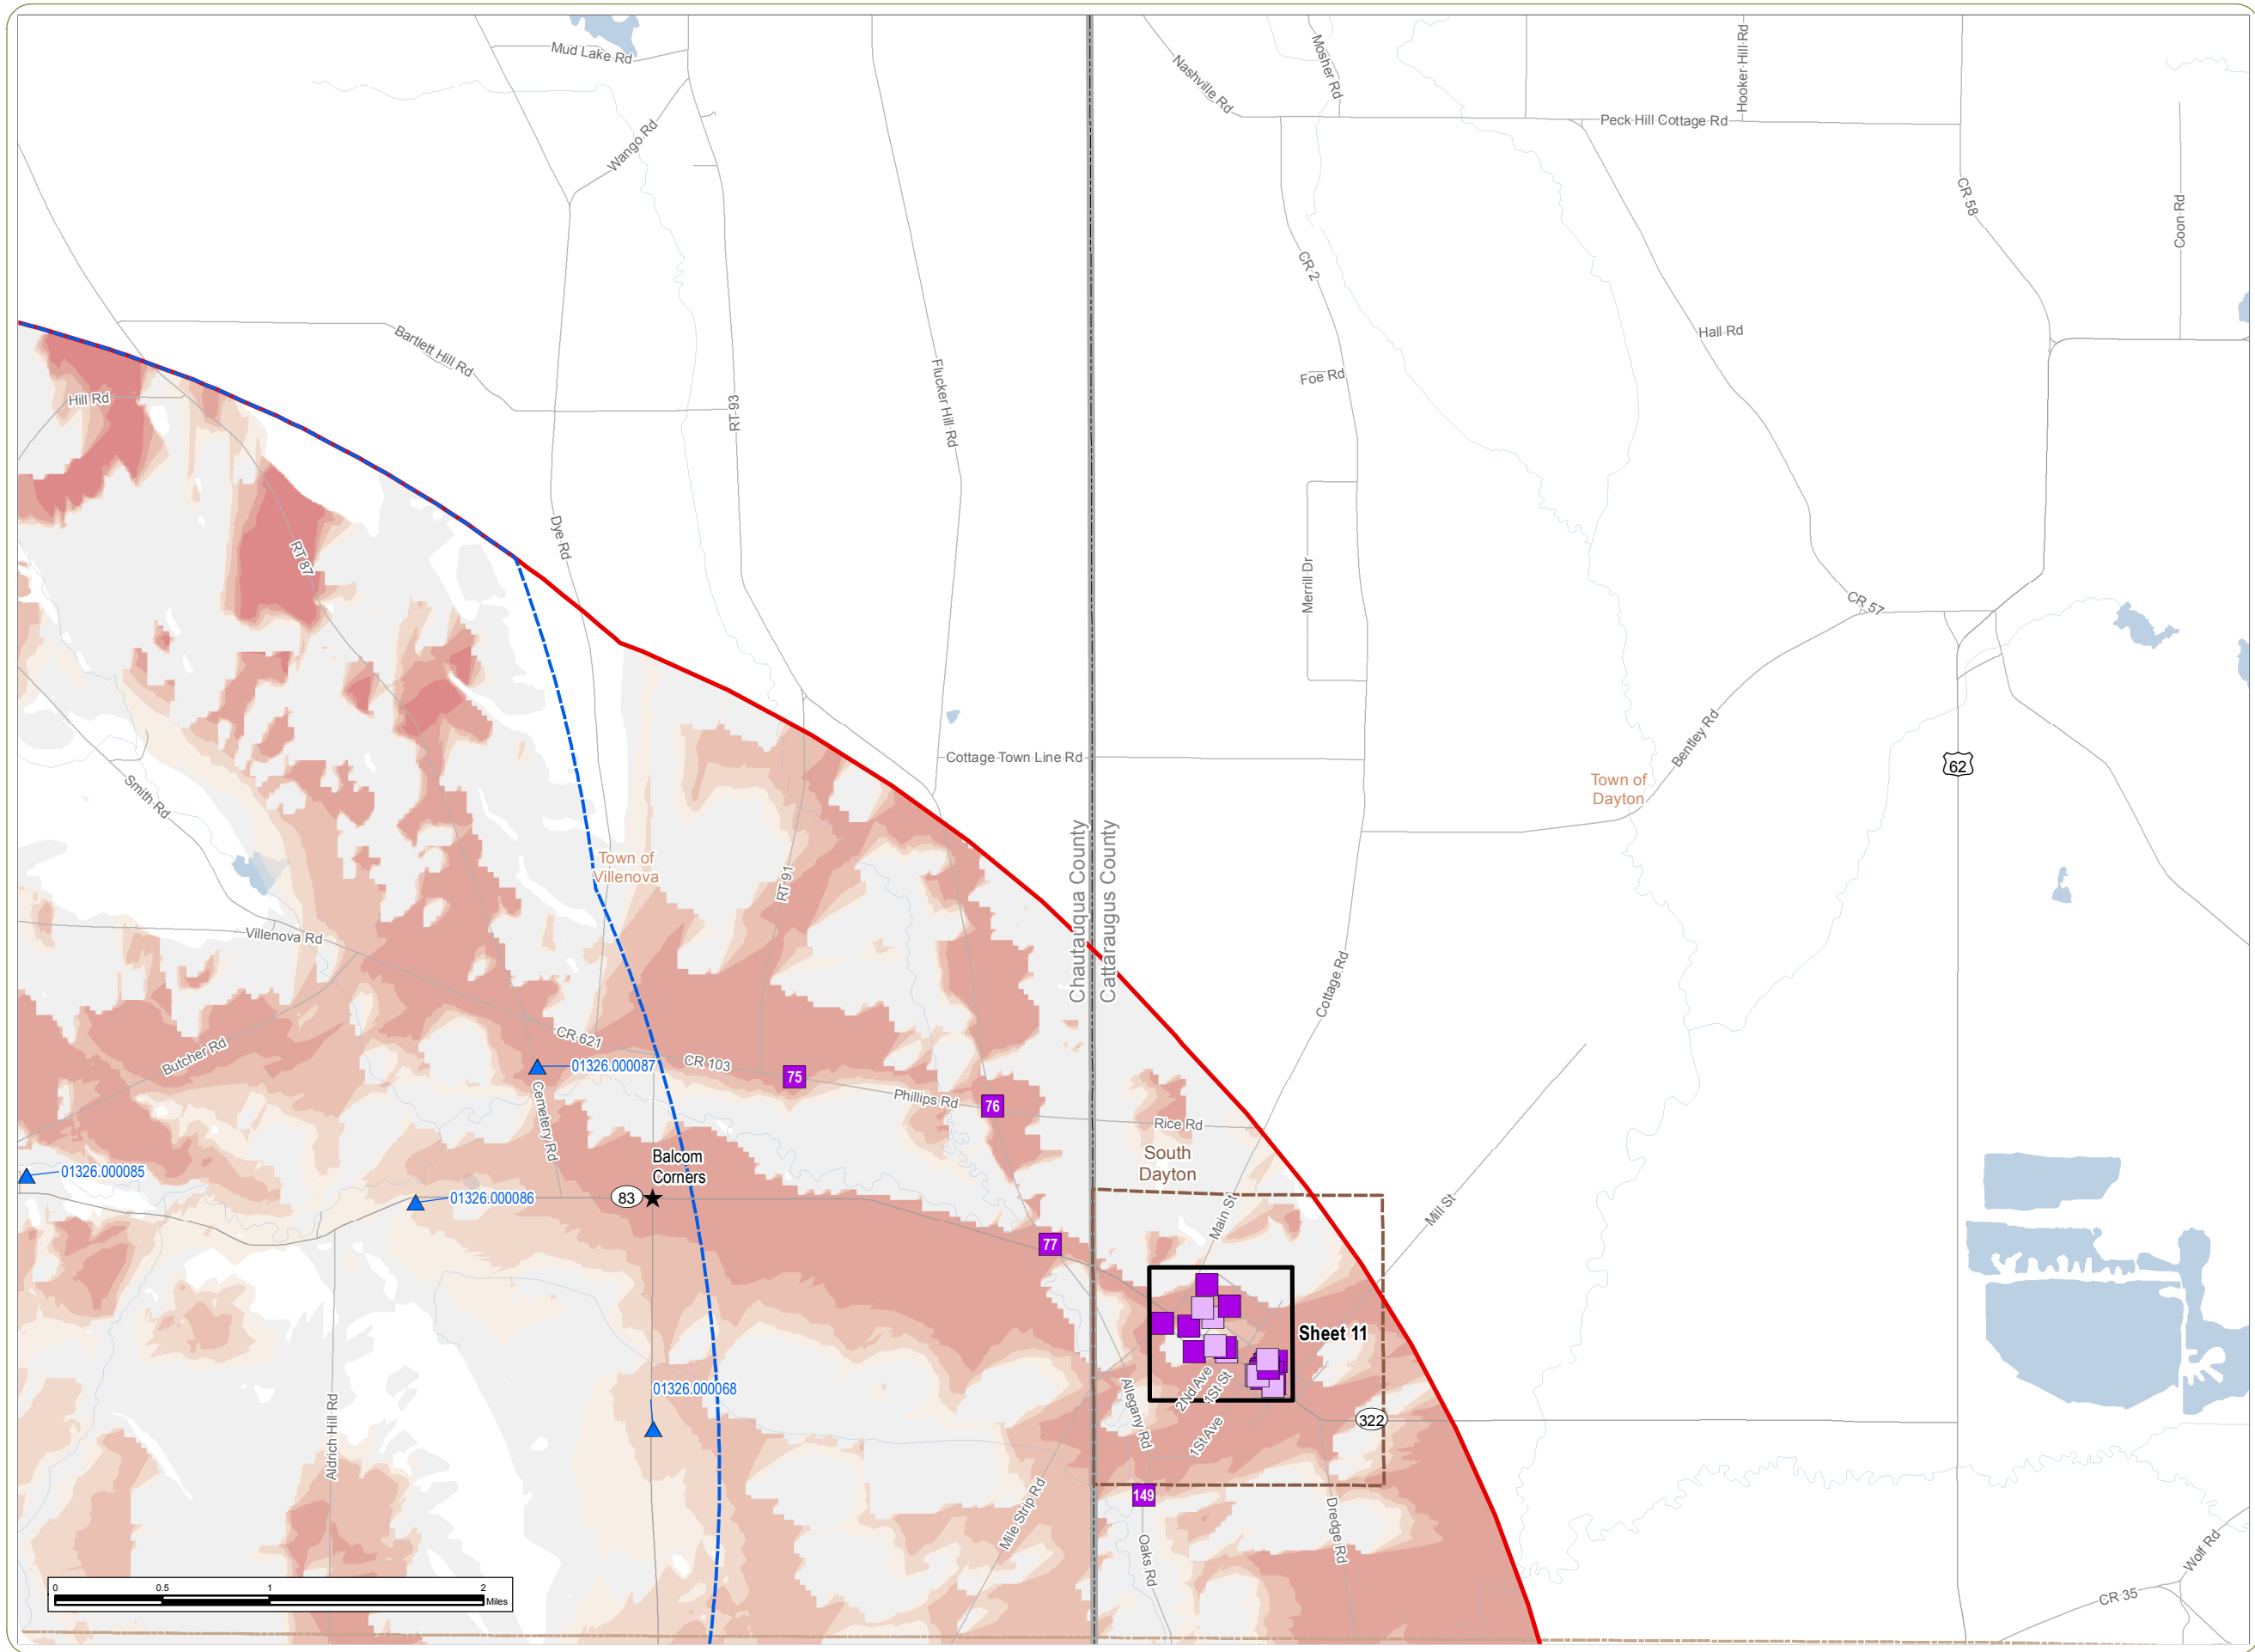 Mud Lake Rd
Nashville Rd
Mosher Rd
Hooker Hill Rd
Peck Hill Cottage Rd
Wango Rd
CR 58
Coon Rd
CR 2
Hall Rd
Bartlett Hill Rd
Foe Rd
Flucker Hill Rd
Hill Rd
RT 93
Dye Rd
RT 87
Merrill Dr
CR 57
Bentley Rd
Cottage Town Line Rd
62
Town of
Dayton
Smith Rd
Town of
Villenova
RT 91
Chautauqua County
Cattaraugus County
Villenova Rd
Cottage Rd
CR 621
Butcher Rd
01326.000087
CR 103
75
Phillips Rd
76
Rice Rd
Cemetery Rd
South
Dayton
Balcom
Corners
01326.000085
01326.000086
83
Main St
Mill St
77
Sheet 11
01326.000068
2Nd Ave
1St St
Allegany Rd
1St Ave
322
Aldrich Hill Rd
149
Mile Strip Rd
Oaks Rd
Dredge Rd
Wolf Rd
CR 35
0 0.5 1 2
Miles